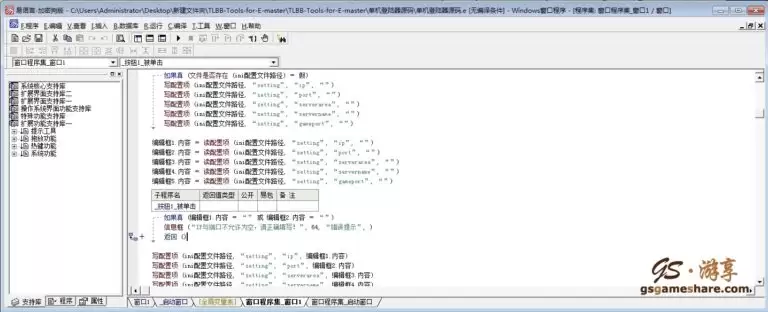 易语言-加密狗版 - C:\Users\Administrator\Desktop\新建文件夹\TLBB-Tools-for-E-master\TLBB-Tools-for-E-master\单机登陆器源码\单机登陆器源码.e [无编译条件] - Windows窗口程序 - [程序集: 窗口程序集_窗口1 / 窗口]
E.程序 E.编辑 V.查看 I.插入 B.数据库 R.运行 C.编译 T.工具 W.窗口 H.帮助
窗口程序集_窗口1
_按钮1_被单击
系统核心支持库
扩展界面支持库二
扩展界面支持库一
操作系统界面功能支持库
特殊功能支持库
扩展功能支持库一
提示工具
拖放功能
热键功能
系统功能
如果真 (文件是否存在 (ini配置文件路径) = 假)
写配置项 (ini配置文件路径, “setting”, “ip”, “”)
写配置项 (ini配置文件路径, “setting”, “port”, “”)
写配置项 (ini配置文件路径, “setting”, “serverarea”, “”)
写配置项 (ini配置文件路径, “setting”, “servername”, “”)
写配置项 (ini配置文件路径, “setting”, “gameport”, “”)
编辑框1.内容 = 读配置项 (ini配置文件路径, “setting”, “ip”, “”)
编辑框2.内容 = 读配置项 (ini配置文件路径, “setting”, “port”, “”)
编辑框3.内容 = 读配置项 (ini配置文件路径, “setting”, “serverarea”, “”)
编辑框4.内容 = 读配置项 (ini配置文件路径, “setting”, “servername”, “”)
编辑框5.内容 = 读配置项 (ini配置文件路径, “setting”, “gameport”, “”)
子程序名 返回值类型 公开 易包 备 注
_按钮1_被单击
如果真 (编辑框1.内容 = “” 或 编辑框2.内容 = “”)
信息框 (“IP与端口不允许为空，请正确填写！”, 64, “错误提示”, )
返回 ()
写配置项 (ini配置文件路径, “setting”, “ip”, 编辑框1.内容)
写配置项 (ini配置文件路径, “setting”, “port”, 编辑框2.内容)
写配置项 (ini配置文件路径, “setting”, “serverarea”, 编辑框3.内容)
写配置项 (ini配置文件路径, “setting”, “servername”, 编辑框4.内容)
GS·游享
gsgameshare.com
支持库 程序 属性
窗口1 _启动窗口 [全局变量表] 窗口程序集_窗口1 窗口程序集_启动窗口